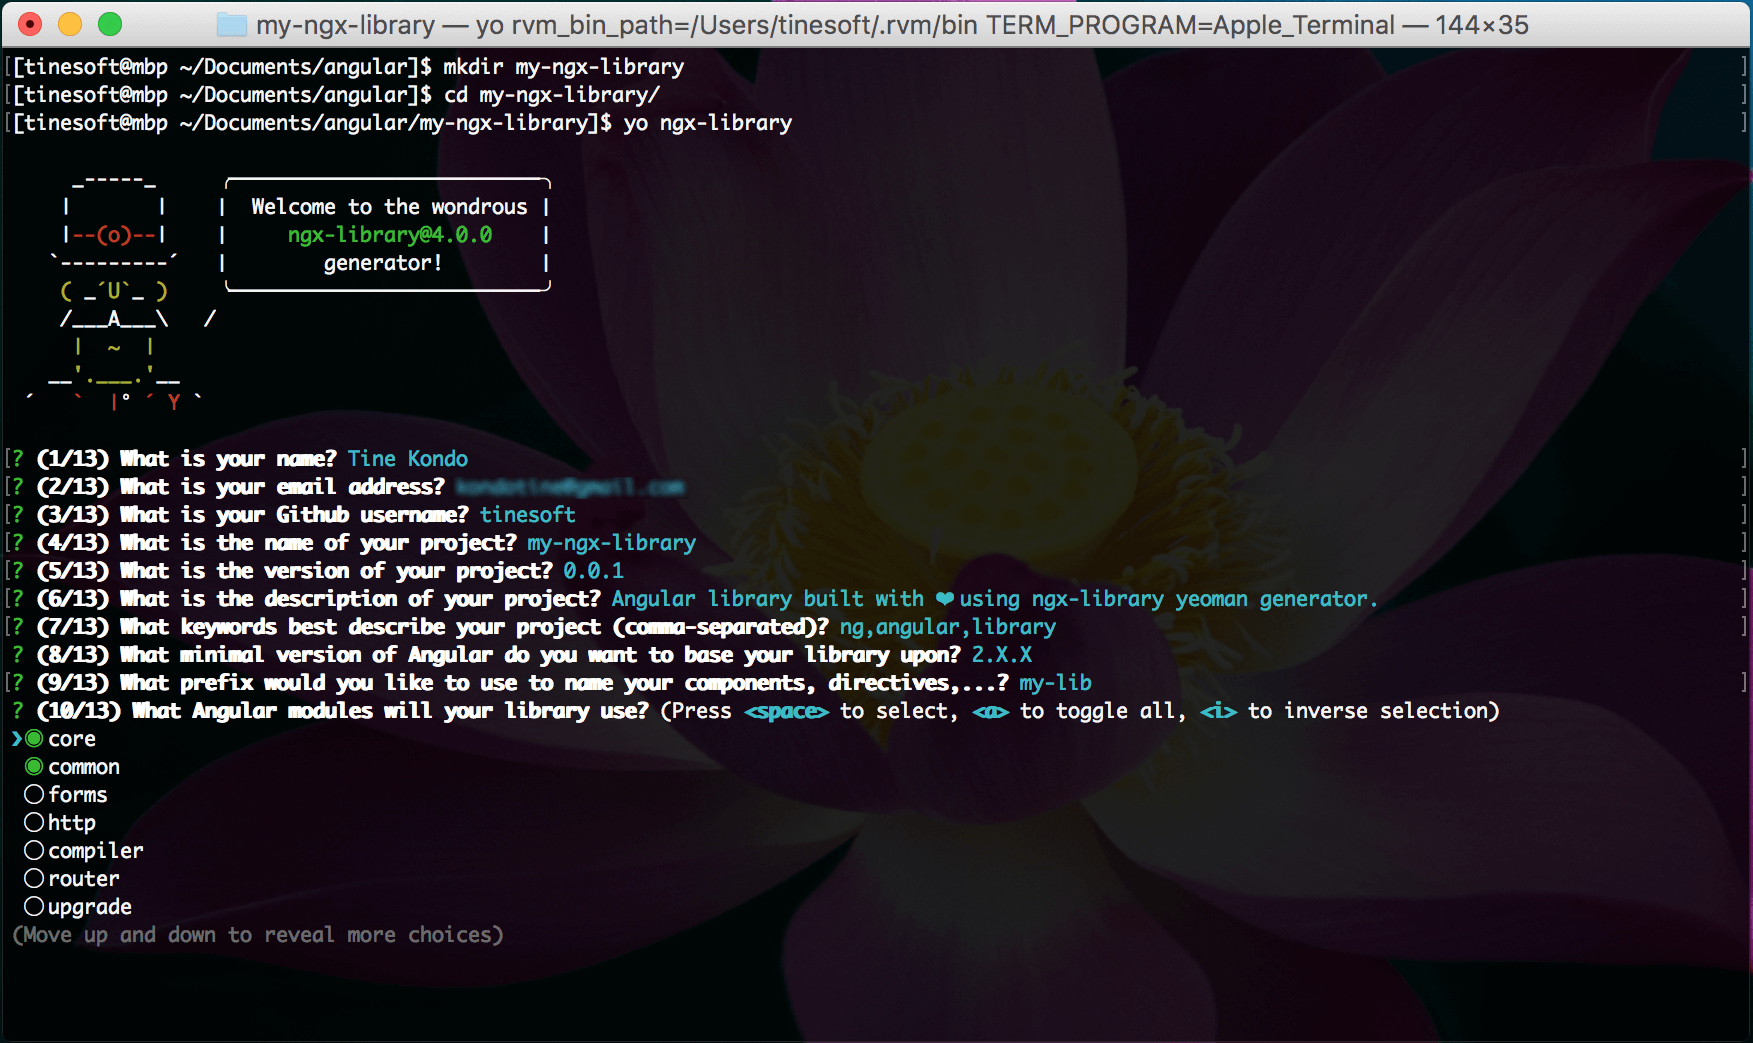 my-ngx-library — yo rvm_bin_path=/Users/tinesoft/.rvm/bin TERM_PROGRAM=Apple_Terminal — 144×35
[[tinesoft@mbp ~/Documents/angular]$ mkdir my-ngx-library ]
[[tinesoft@mbp ~/Documents/angular]$ cd my-ngx-library/ ]
[[tinesoft@mbp ~/Documents/angular/my-ngx-library]$ yo ngx-library ]
Welcome to the wondrous
ngx-library@4.0.0
generator!
[? (1/13) What is your name? Tine Kondo ]
[? (2/13) What is your email address? ]
[? (3/13) What is your Github username? tinesoft ]
[? (4/13) What is the name of your project? my-ngx-library ]
[? (5/13) What is the version of your project? 0.0.1 ]
[? (6/13) What is the description of your project? Angular library built with ❤ using ngx-library yeoman generator. ]
[? (7/13) What keywords best describe your project (comma-separated)? ng,angular,library ]
? (8/13) What minimal version of Angular do you want to base your library upon? 2.X.X
[? (9/13) What prefix would you like to use to name your components, directives,...? my-lib ]
? (10/13) What Angular modules will your library use? (Press <space> to select, <a> to toggle all, <i> to inverse selection)
❯◉ core
◉ common
◯ forms
◯ http
◯ compiler
◯ router
◯ upgrade
(Move up and down to reveal more choices)